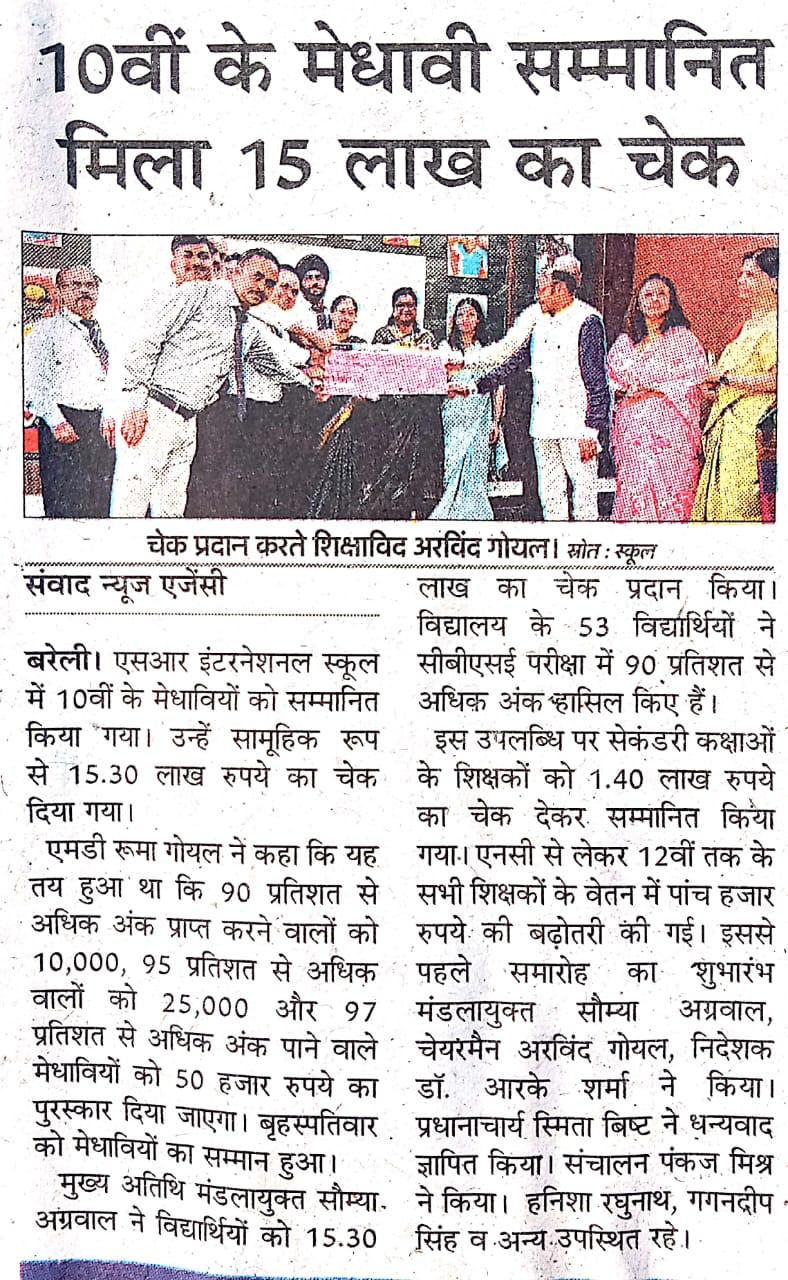 10वीं के मेधावी सम्मानित
मिला 15 लाख का चेक
चेक प्रदान करते शिक्षाविद अरविंद गोयल। स्रोत : स्कूल
संवाद न्यूज एजेंसी
बरेली। एसआर इंटरनेशनल स्कूल
में 10वीं के मेधावियों को सम्मानित
किया गया। उन्हें सामूहिक रूप
से 15.30 लाख रुपये का चेक
दिया गया।
एमडी रूमा गोयल ने कहा कि यह
तय हुआ था कि 90 प्रतिशत से
अधिक अंक प्राप्त करने वालों को
10,000, 95 प्रतिशत से अधिक
वालों को 25,000 और 97
प्रतिशत से अधिक अंक पाने वाले
मेधावियों को 50 हजार रुपये का
पुरस्कार दिया जाएगा। बृहस्पतिवार
को मेधावियों का सम्मान हुआ।
मुख्य अतिथि मंडलायुक्त सौम्या
अग्रवाल ने विद्यार्थियों को 15.30
लाख का चेक प्रदान किया।
विद्यालय के 53 विद्यार्थियों ने
सीबीएसई परीक्षा में 90 प्रतिशत से
अधिक अंक हासिल किए हैं।
इस उपलब्धि पर सेकंडरी कक्षाओं
के शिक्षकों को 1.40 लाख रुपये
का चेक देकर सम्मानित किया
गया। एनसी से लेकर 12वीं तक के
सभी शिक्षकों के वेतन में पांच हजार
रुपये की बढ़ोतरी की गई। इससे
पहले समारोह का शुभारंभ
मंडलायुक्त सौम्या अग्रवाल,
चेयरमैन अरविंद गोयल, निदेशक
डॉ. आरके शर्मा ने किया।
प्रधानाचार्य स्मिता बिष्ट ने धन्यवाद
ज्ञापित किया। संचालन पंकज मिश्र
ने किया। हनिशा रघुनाथ, गगनदीप
सिंह व अन्य उपस्थित रहे।